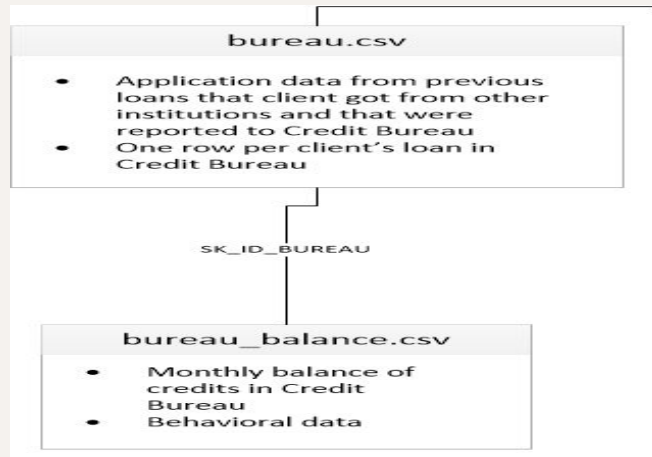 bureau.csv
• Application data from previous
loans that client got from other
institutions and that were
reported to Credit Bureau
• One row per client's loan in
Credit Bureau
SK_ID_BUREAU
bureau_balance.csv
• Monthly balance of
credits in Credit
Bureau
• Behavioral data